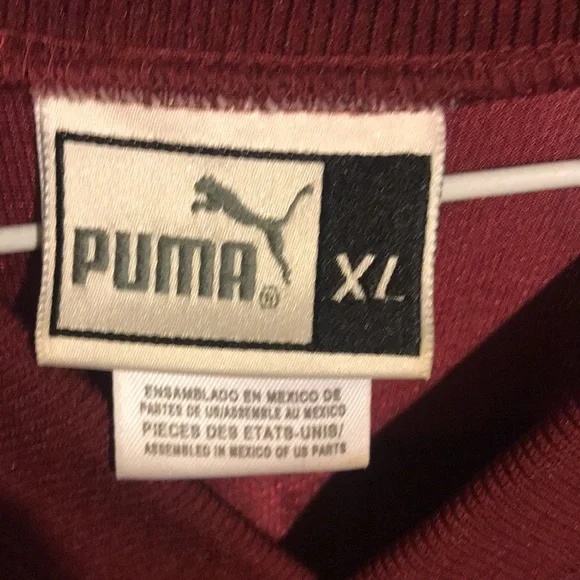 PUMA®
XL
ENSAMBLADO EN MEXICO DE
PARTES DE US/ASSEMBLE AU MEXICO
PIECES DES ETATS-UNIS/
ASSEMBLED IN MEXICO OF US PARTS